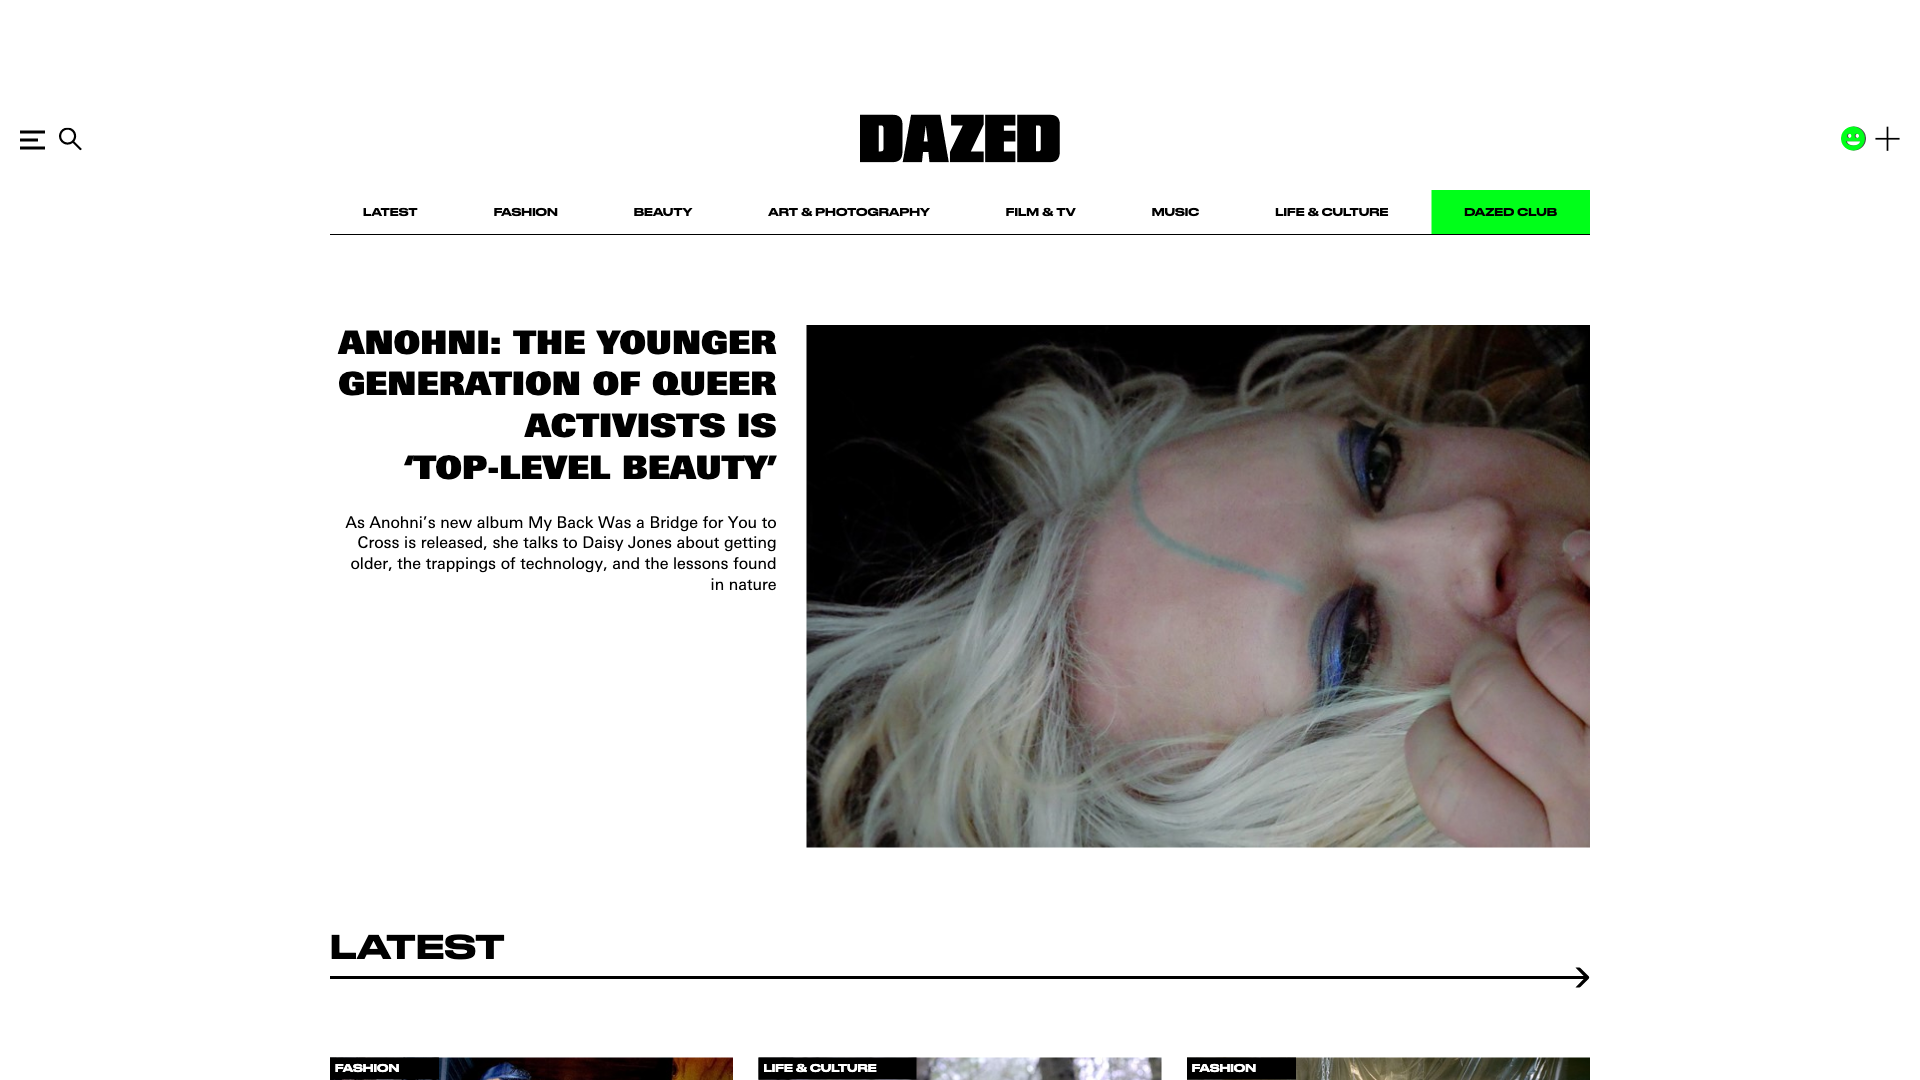 DAZED
LATEST
FASHION
BEAUTY
ART & PHOTOGRAPHY
FILM & TV
MUSIC
LIFE & CULTURE
DAZED CLUB
ANOHNI: THE YOUNGER
GENERATION OF QUEER
ACTIVISTS IS
‘TOP-LEVEL BEAUTY’
As Anohni’s new album My Back Was a Bridge for You to
Cross is released, she talks to Daisy Jones about getting
older, the trappings of technology, and the lessons found
in nature
LATEST
FASHION
LIFE & CULTURE
FASHION